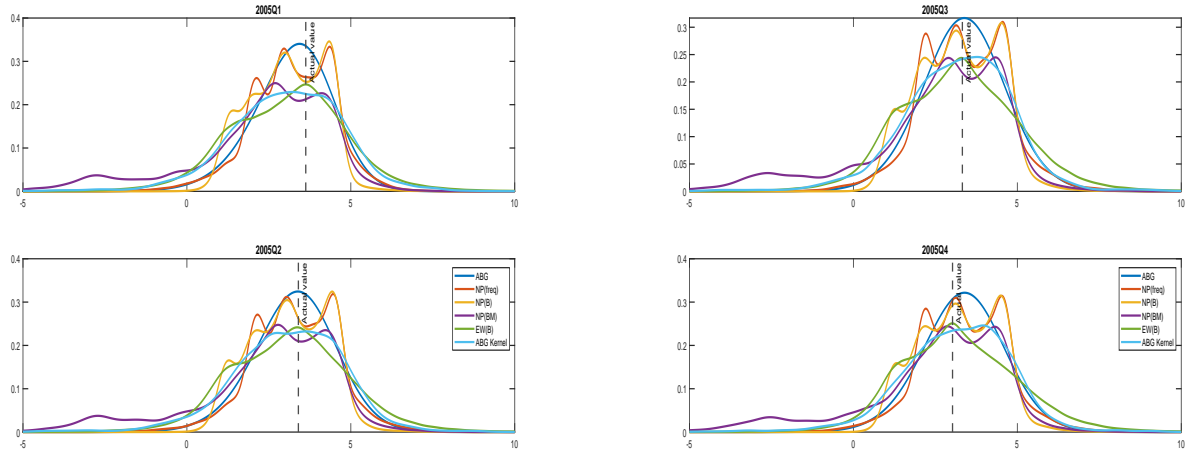 2005Q1
0.4
0.3
0.2
0.1
0
-5
0
5
10
Actual value
2005Q3
0.3
0.25
0.2
0.15
0.1
0.05
0
-5
0
5
10
Actual value
2005Q2
0.4
0.3
0.2
0.1
0
-5
0
5
10
Actual value
ABG
NP(freq)
NP(B)
NP(BM)
EW(B)
ABG Kernel
2005Q4
0.4
0.3
0.2
0.1
0
-5
0
5
10
Actual value
ABG
NP(freq)
NP(B)
NP(BM)
EW(B)
ABG Kernel